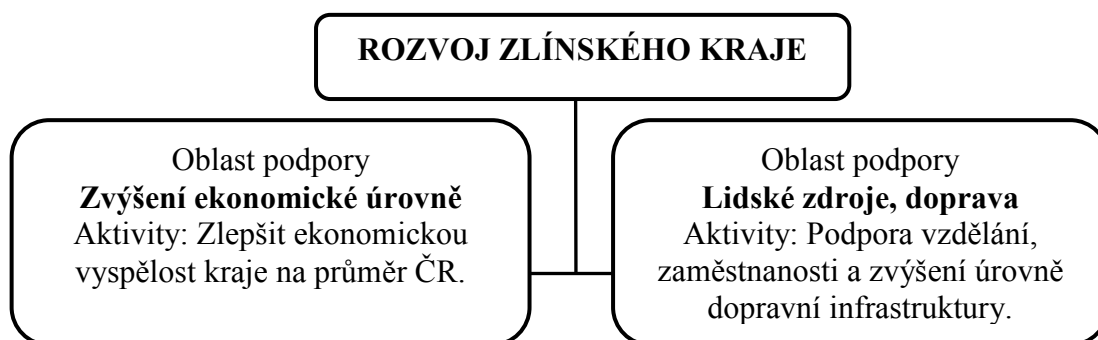 ROZVOJ ZLÍNSKÉHO KRAJE
Oblast podpory
Zvýšení ekonomické úrovně
Aktivity: Zlepšit ekonomickou
vyspělost kraje na průměr ČR.
Oblast podpory
Lidské zdroje, doprava
Aktivity: Podpora vzdělání,
zaměstnanosti a zvýšení úrovně
dopravní infrastruktury.